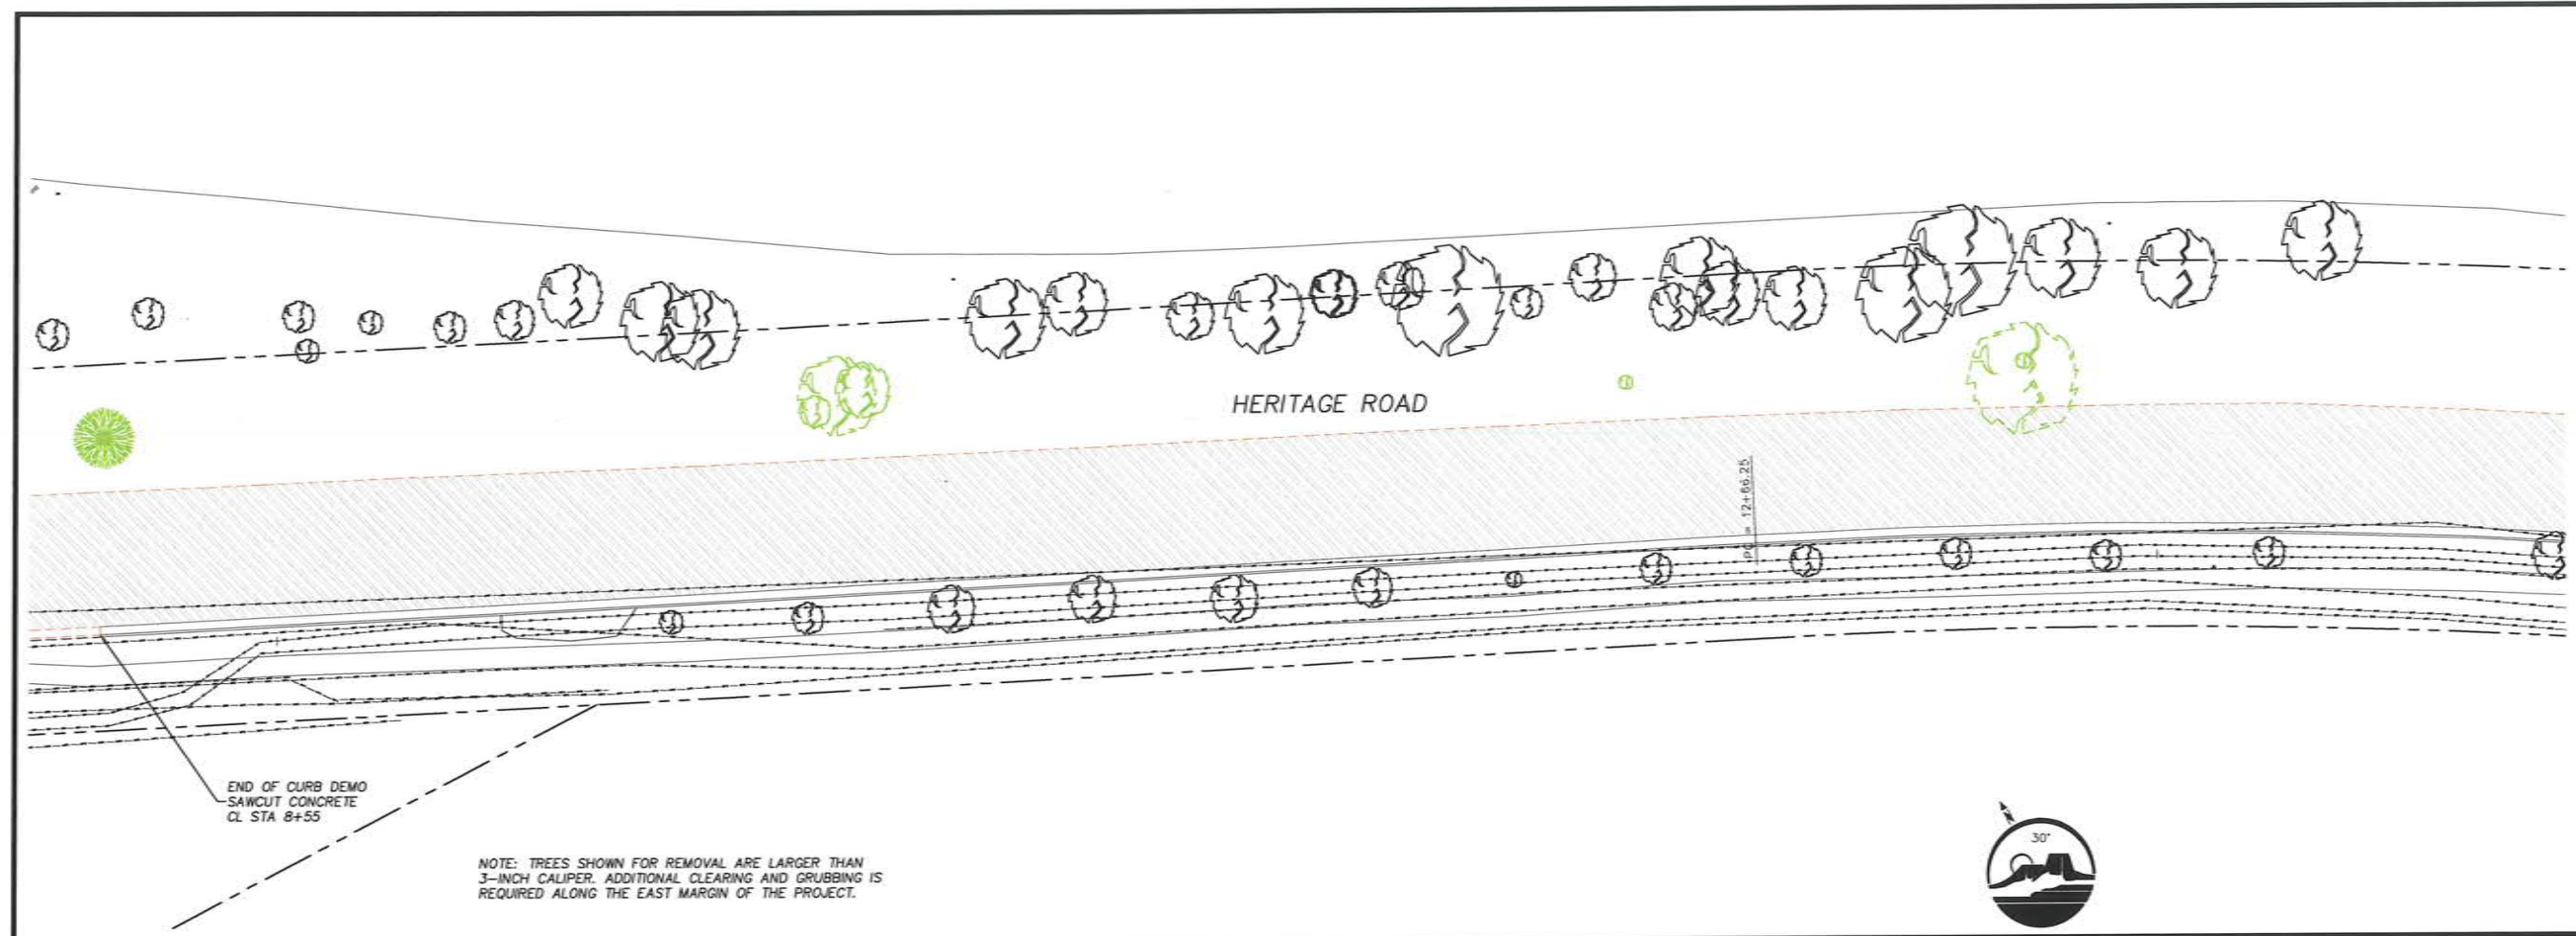 HERITAGE ROAD
PC = 12+66.25
END OF CURB DEMO
SAWCUT CONCRETE
CL STA 8+55
NOTE: TREES SHOWN FOR REMOVAL ARE LARGER THAN
3-INCH CALIPER. ADDITIONAL CLEARING AND GRUBBING IS
REQUIRED ALONG THE EAST MARGIN OF THE PROJECT.
N
30°